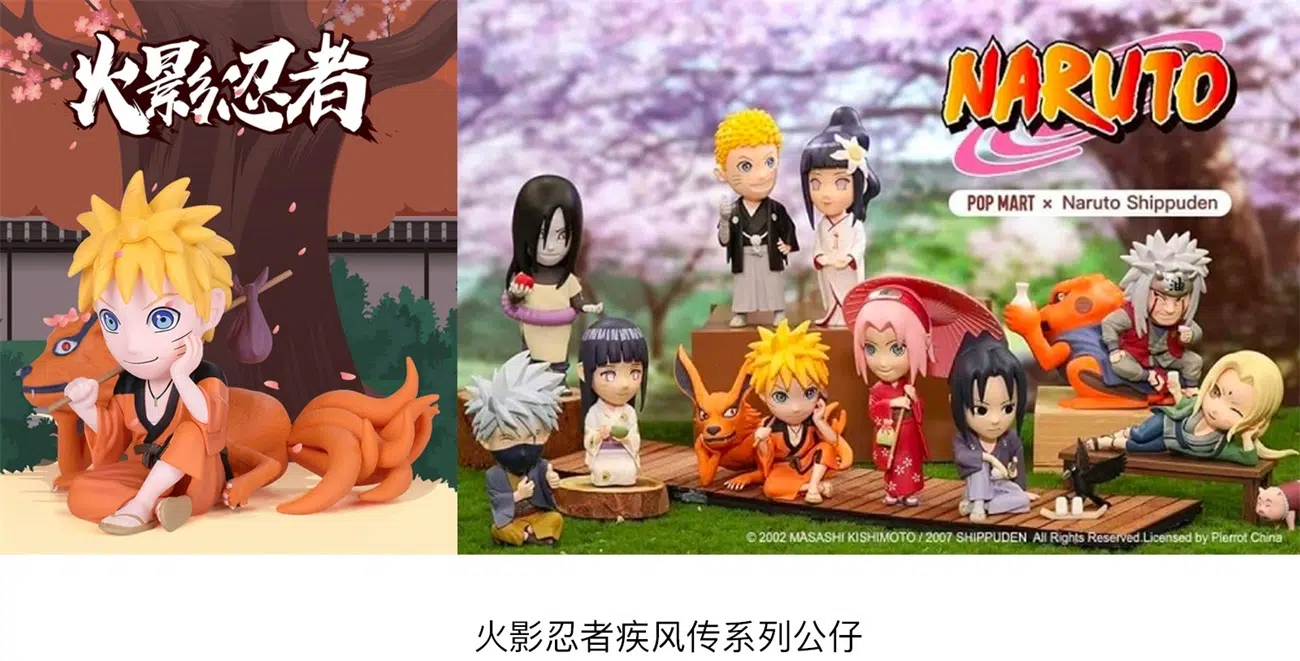 火影忍者
NARUTO
POP MART × Naruto Shippuden
油
© 2002 MASASHI KISHIMOTO / 2007 SHIPPUDEN All Rights Reserved.Licensed by Pierrot China
火影忍者疾风传系列公仔